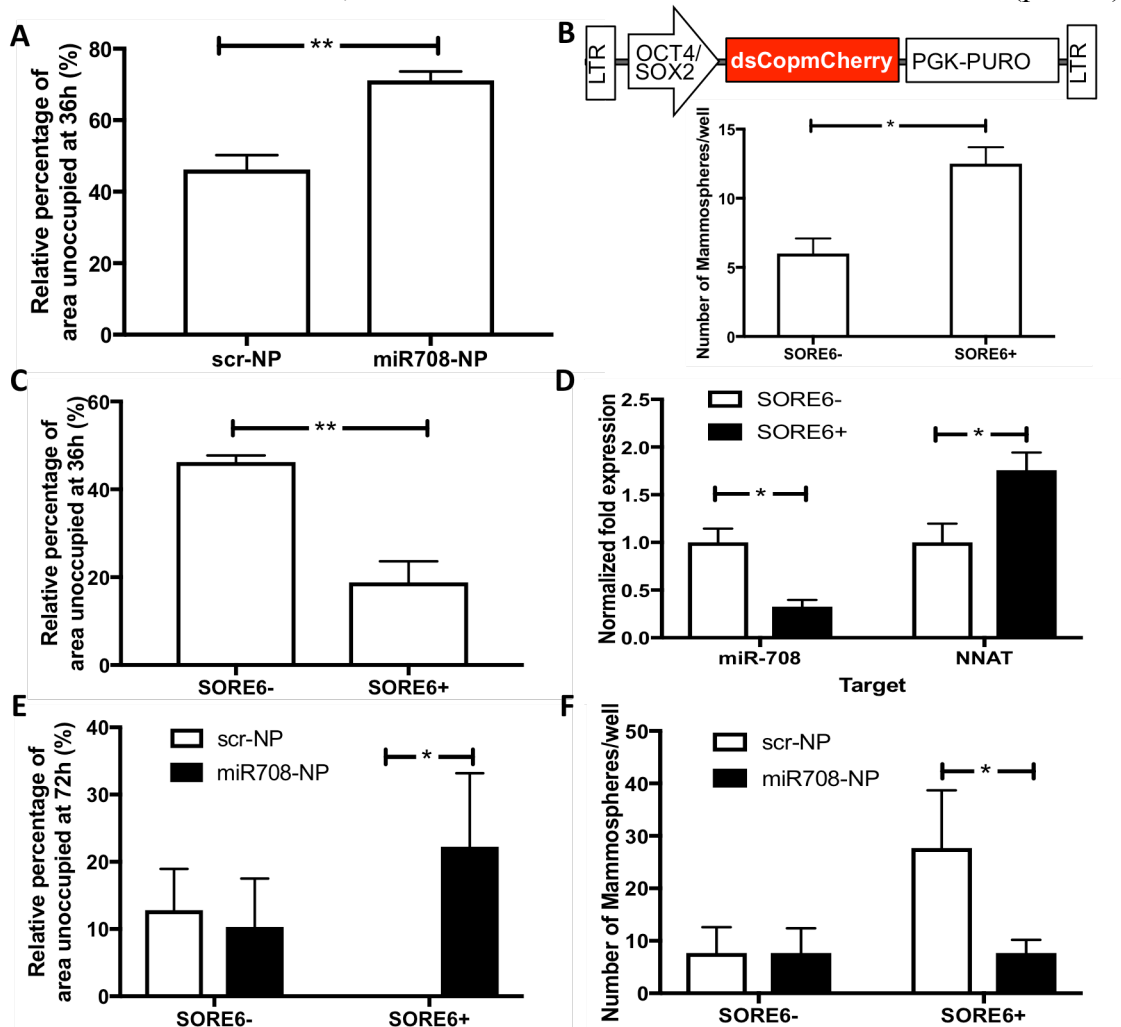 A
Relative percentage of
area unoccupied at 36h (%)
80
60
40
20
0
**
scr-NP
miR708-NP
B
LTR
OCT4/
SOX2
dsCopmCherry
PGK-PURO
LTR
Number of Mammospheres/well
15
10
5
0
*
SORE6-
SORE6+
C
Relative percentage of
area unoccupied at 36h (%)
60
40
20
0
**
SORE6-
SORE6+
D
Normalized fold expression
2.5
2.0
1.5
1.0
0.5
0.0
SORE6-
SORE6+
*
*
miR-708
NNAT
Target
E
Relative percentage of
area unoccupied at 72h (%)
40
30
20
10
0
scr-NP
miR708-NP
*
SORE6-
SORE6+
F
Number of Mammospheres/well
50
40
30
20
10
0
scr-NP
miR708-NP
*
SORE6-
SORE6+